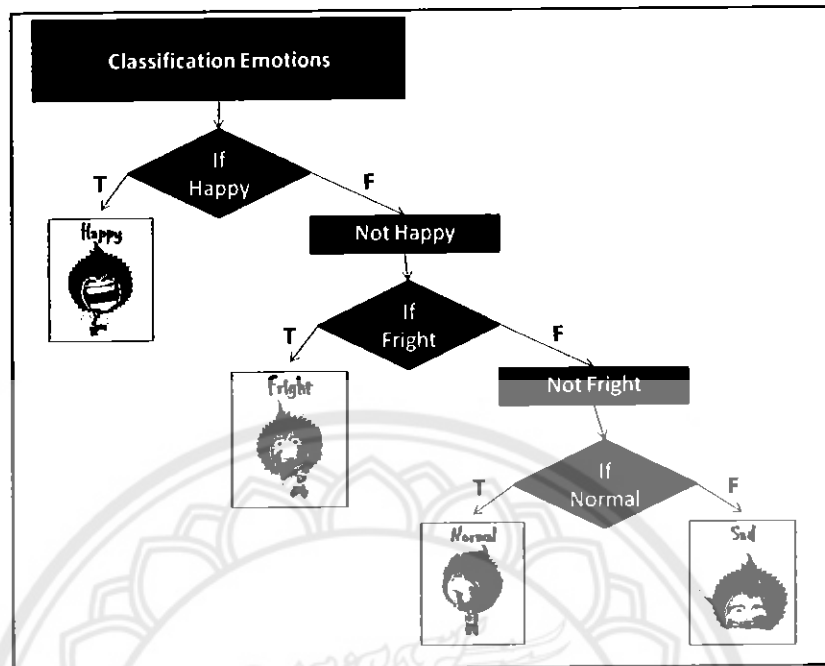 Classification Emotions
If
Happy
T
F
Happy
Not Happy
If
Fright
T
F
Fright
Not Fright
If
Normal
T
F
Normal
Sad